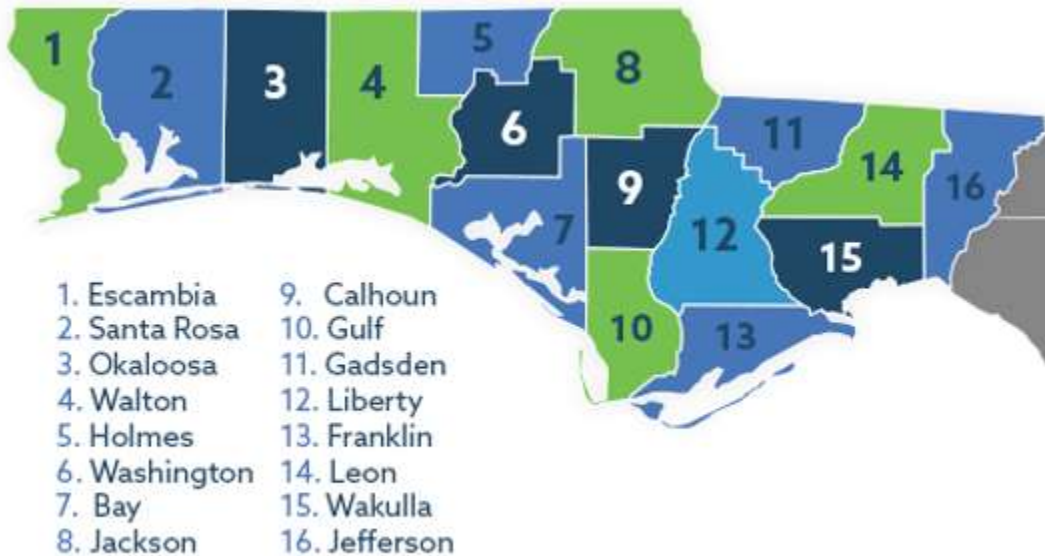 1
2
3
4
5
6
7
8
9
10
11
12
13
14
15
16
1. Escambia
2. Santa Rosa
3. Okaloosa
4. Walton
5. Holmes
6. Washington
7. Bay
8. Jackson
9. Calhoun
10. Gulf
11. Gadsden
12. Liberty
13. Franklin
14. Leon
15. Wakulla
16. Jefferson